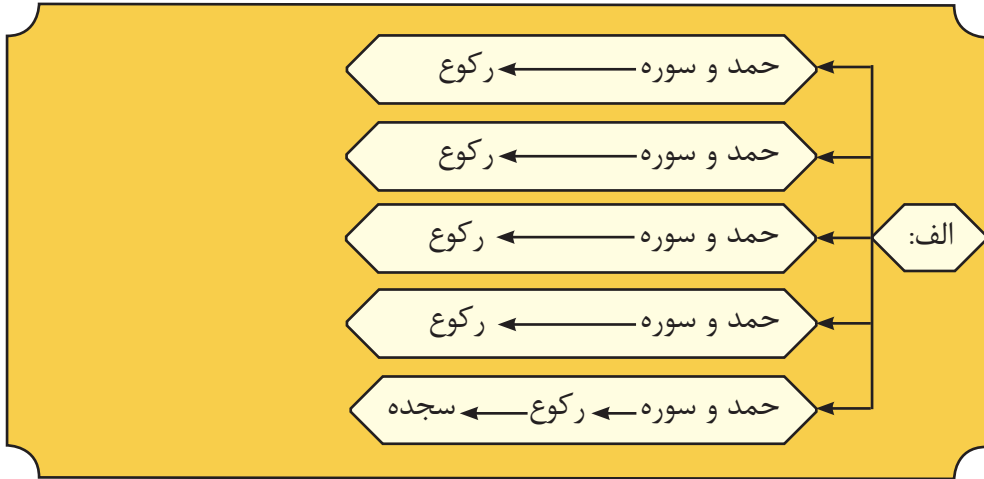 حمد و سوره رکوع
حمد و سوره رکوع
الف:
حمد و سوره رکوع
حمد و سوره رکوع
حمد و سوره رکوع سجده